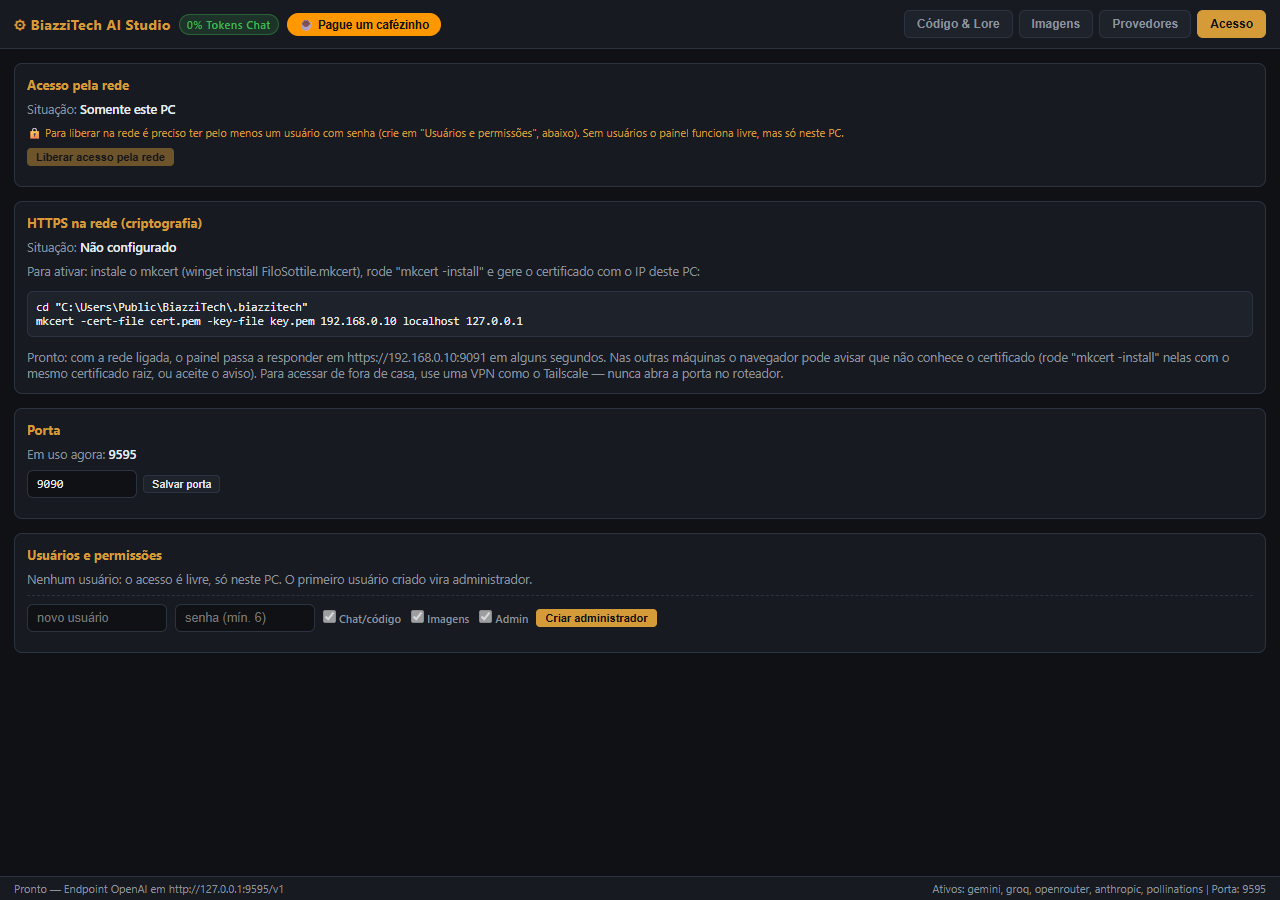 BiazziTech AI Studio
0% Tokens Chat
Pague um cafézinho
Código & Lore
Imagens
Provedores
Acesso
Acesso pela rede
Situação: Somente este PC
Para liberar na rede é preciso ter pelo menos um usuário com senha (crie em "Usuários e permissões", abaixo). Sem usuários o painel funciona livre, mas só neste PC.
Liberar acesso pela rede
HTTPS na rede (criptografia)
Situação: Não configurado
Para ativar: instale o mkcert (winget install FiloSottile.mkcert), rode "mkcert -install" e gere o certificado com o IP deste PC:
cd "C:\Users\Public\BiazziTech\.biazzitech"
mkcert -cert-file cert.pem -key-file key.pem 192.168.0.10 localhost 127.0.0.1
Pronto: com a rede ligada, o painel passa a responder em https://192.168.0.10:9091 em alguns segundos. Nas outras máquinas o navegador pode avisar que não conhece o certificado (rode "mkcert -install" nelas com o
mesmo certificado raiz, ou aceite o aviso). Para acessar de fora de casa, use uma VPN como o Tailscale — nunca abra a porta no roteador.
Porta
Em uso agora: 9595
9090
Salvar porta
Usuários e permissões
Nenhum usuário: o acesso é livre, só neste PC. O primeiro usuário criado vira administrador.
novo usuário
senha (mín. 6)
Chat/código
Imagens
Admin
Criar administrador
Pronto — Endpoint OpenAI em http://127.0.0.1:9595/v1
Ativos: gemini, groq, openrouter, anthropic, pollinations | Porta: 9595